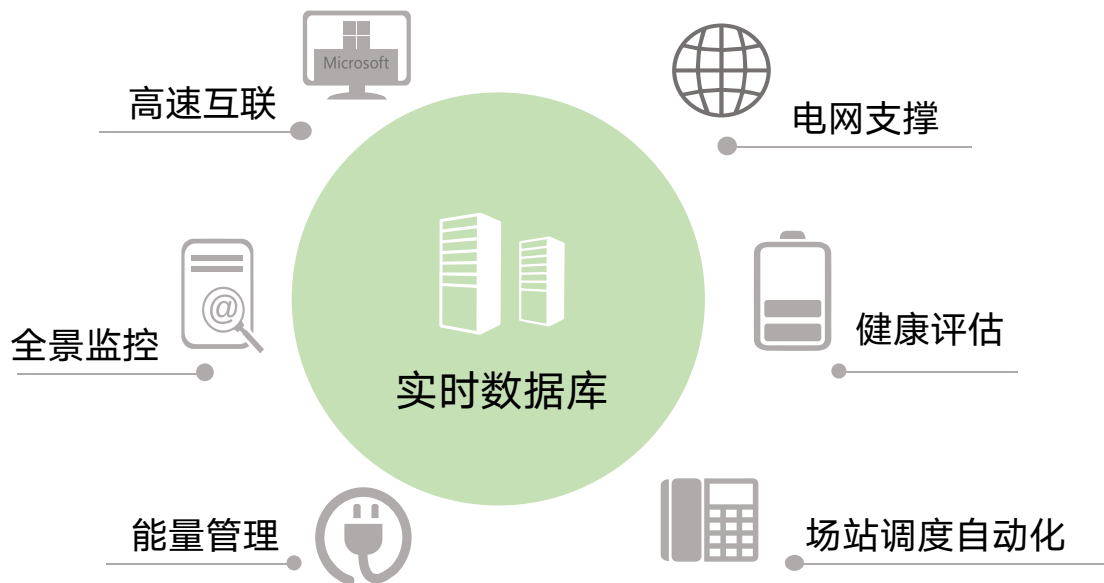 Microsoft
高速互联
电网支撑
@
全景监控
健康评估
实时数据库
能量管理
场站调度自动化